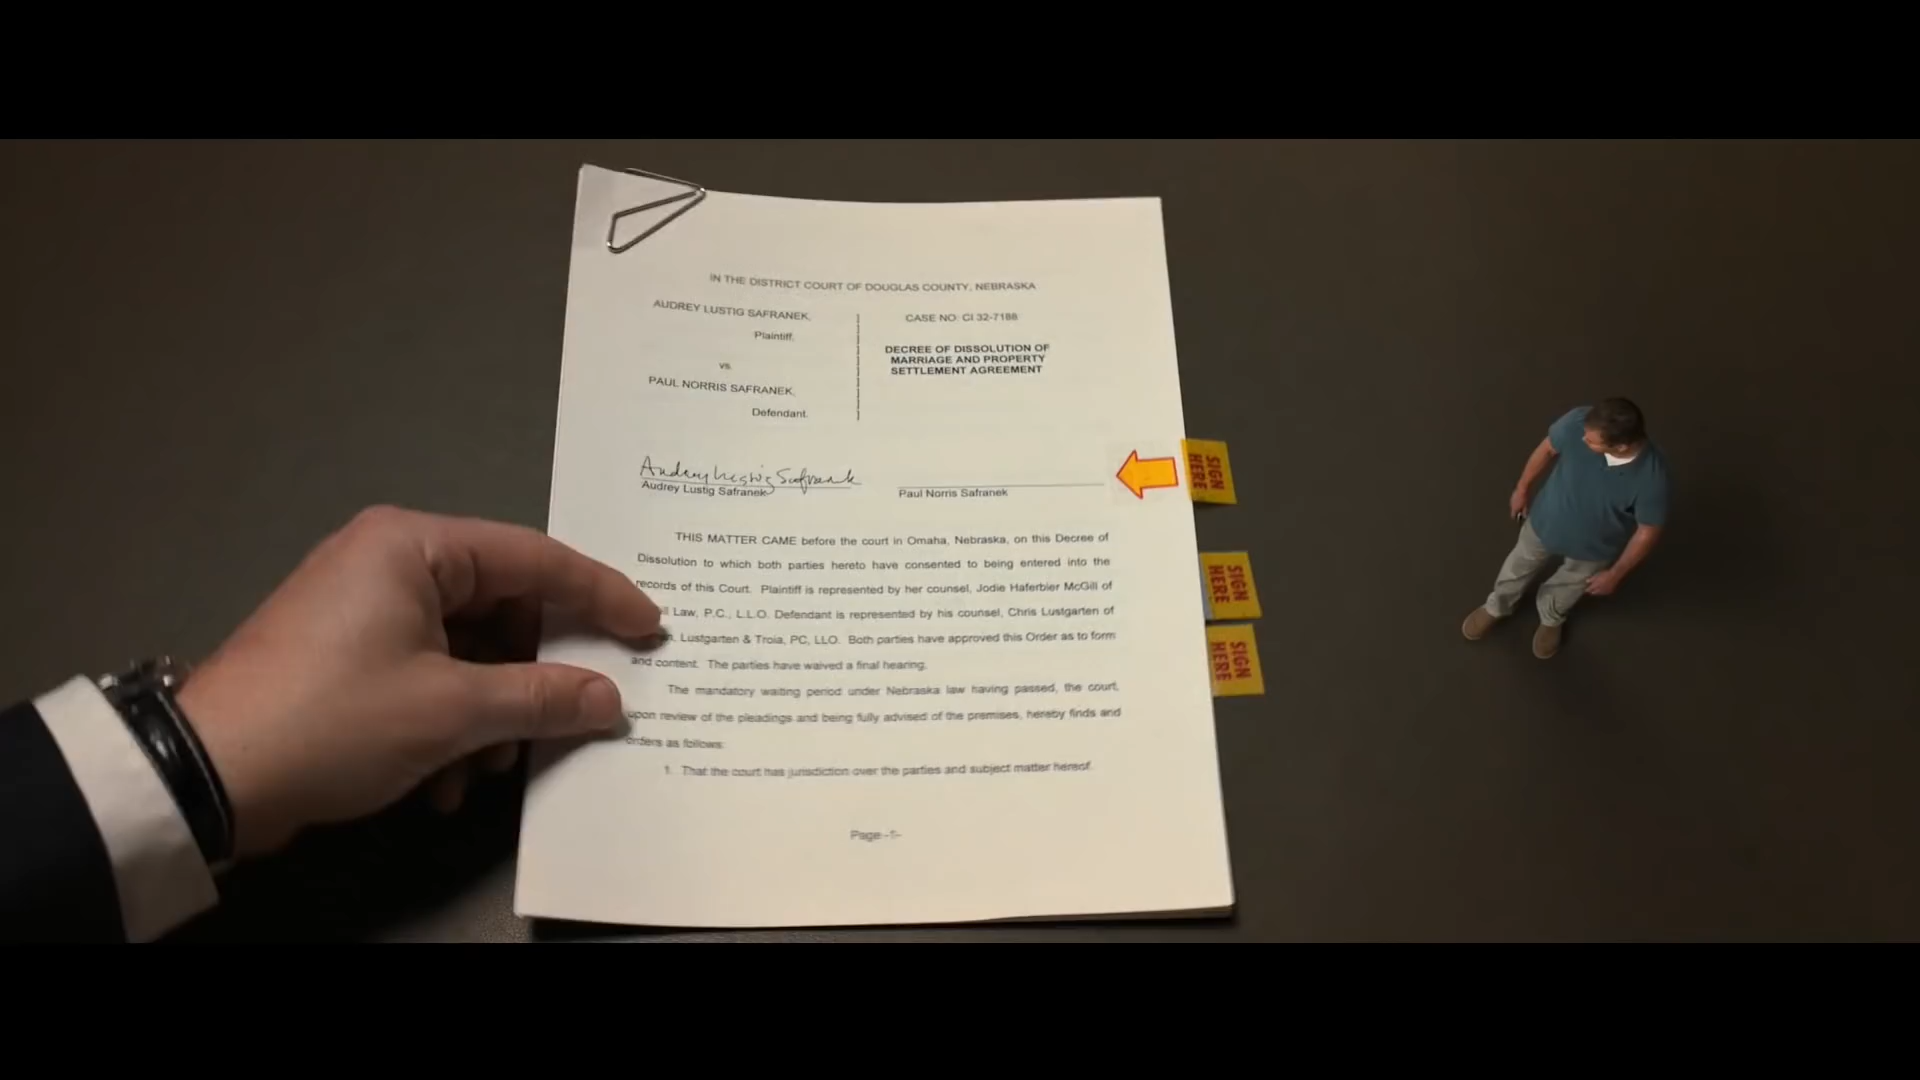 IN THE DISTRICT COURT OF DOUGLAS COUNTY, NEBRASKA
AUDREY LUSTIG SAFRANEK,
Plaintiff,
vs.
PAUL NORRIS SAFRANEK,
Defendant.
CASE NO: CI 32-7188
DECREE OF DISSOLUTION OF
MARRIAGE AND PROPERTY
SETTLEMENT AGREEMENT
Audrey Lustig Safranek
Audrey Lustig Safranek
Paul Norris Safranek
SIGN HERE
THIS MATTER CAME before the court in Omaha, Nebraska, on this Decree of
Dissolution to which both parties hereto have consented to being entered into the
records of this Court. Plaintiff is represented by her counsel, Jodie Haferbier McGill of
Law, P.C., L.L.O. Defendant is represented by his counsel, Chris Lustgarten of
Lustgarten & Troia, PC, LLO. Both parties have approved this Order as to form
and content. The parties have waived a final hearing.
SIGN HERE
SIGN HERE
The mandatory waiting period under Nebraska law having passed, the court,
upon review of the pleadings and being fully advised of the premises, hereby finds and
orders as follows:
1. That the court has jurisdiction over the parties and subject matter hereof.
Page -1-